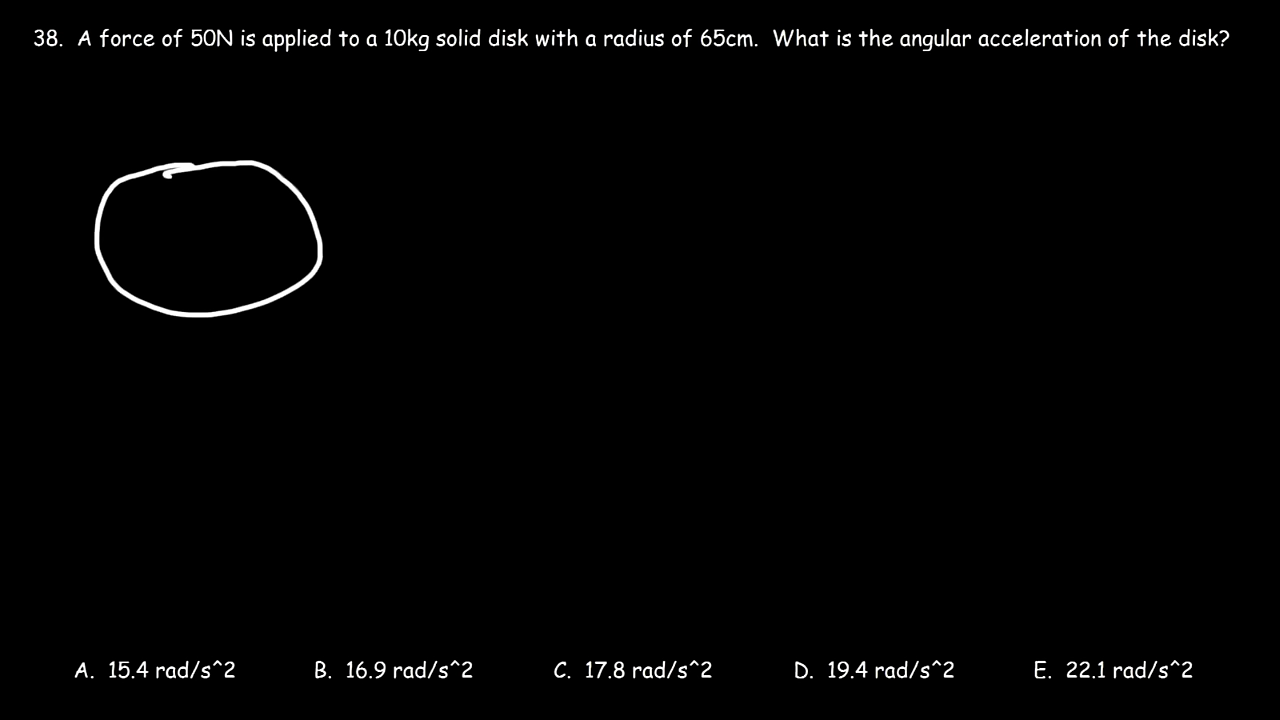 38.  A force of 50N is applied to a 10kg solid disk with a radius of 65cm.  What is the angular acceleration of the disk?
A.  15.4 rad/s^2    B.  16.9 rad/s^2    C.  17.8 rad/s^2    D.  19.4 rad/s^2    E.  22.1 rad/s^2